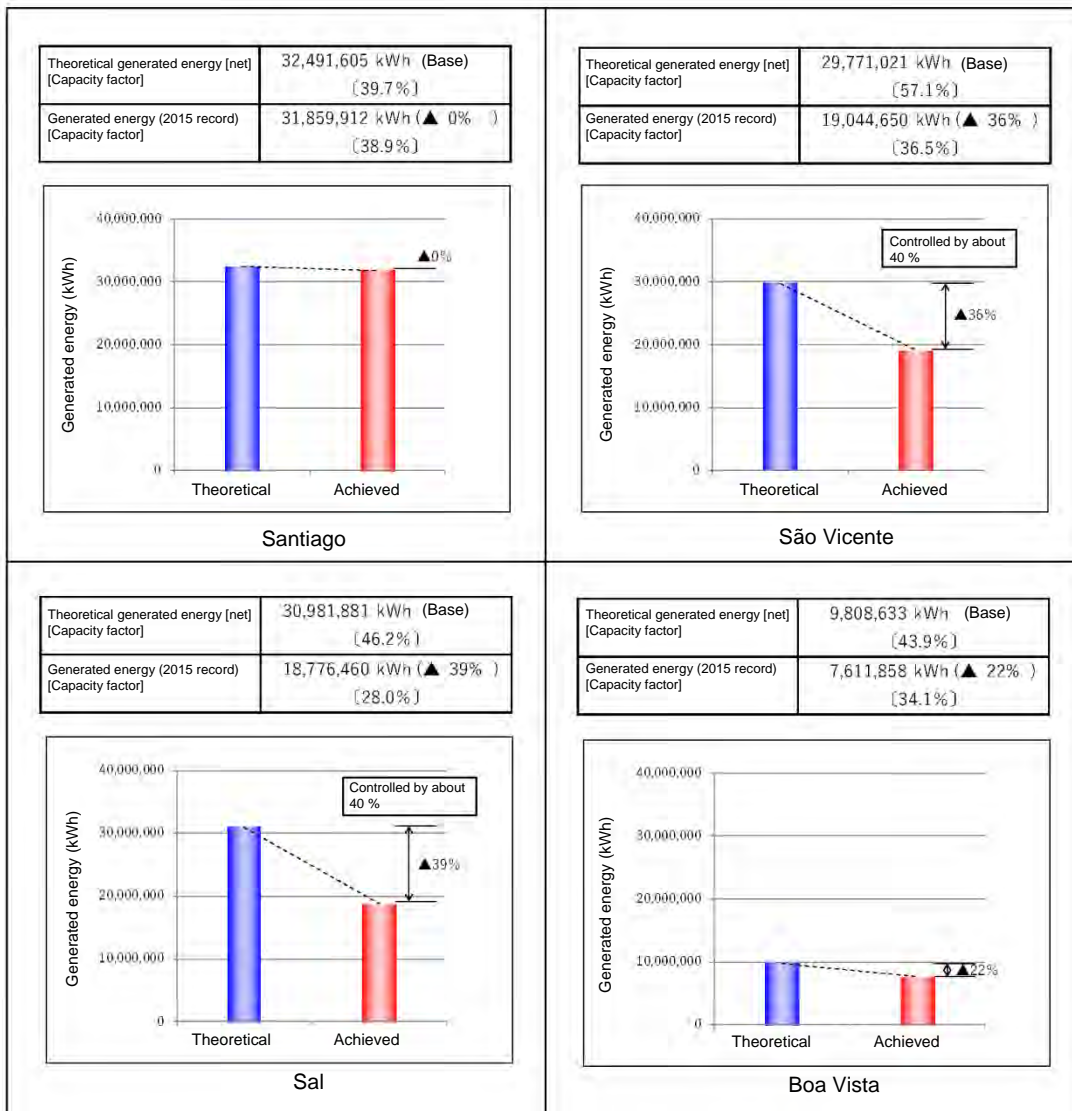 Theoretical generated energy [net]
[Capacity factor]
32,491,605 kWh (Base)
〔39.7%〕
Generated energy (2015 record)
[Capacity factor]
31,859,912 kWh (▲ 0% )
〔38.9%〕
Generated energy (kWh)
40,000,000
30,000,000
20,000,000
10,000,000
0
▲0%
Theoretical
Achieved
Santiago
Theoretical generated energy [net]
[Capacity factor]
29,771,021 kWh (Base)
〔57.1%〕
Generated energy (2015 record)
[Capacity factor]
19,044,650 kWh (▲ 36% )
〔36.5%〕
Generated energy (kWh)
40,000,000
30,000,000
20,000,000
10,000,000
0
Controlled by about
40 %
▲36%
Theoretical
Achieved
São Vicente
Theoretical generated energy [net]
[Capacity factor]
30,981,881 kWh (Base)
〔46.2%〕
Generated energy (2015 record)
[Capacity factor]
18,776,460 kWh (▲ 39% )
〔28.0%〕
Generated energy (kWh)
40,000,000
30,000,000
20,000,000
10,000,000
0
Controlled by about
40 %
▲39%
Theoretical
Achieved
Sal
Theoretical generated energy [net]
[Capacity factor]
9,808,633 kWh (Base)
〔43.9%〕
Generated energy (2015 record)
[Capacity factor]
7,611,858 kWh (▲ 22% )
〔34.1%〕
Generated energy (kWh)
40,000,000
30,000,000
20,000,000
10,000,000
0
▲22%
Theoretical
Achieved
Boa Vista